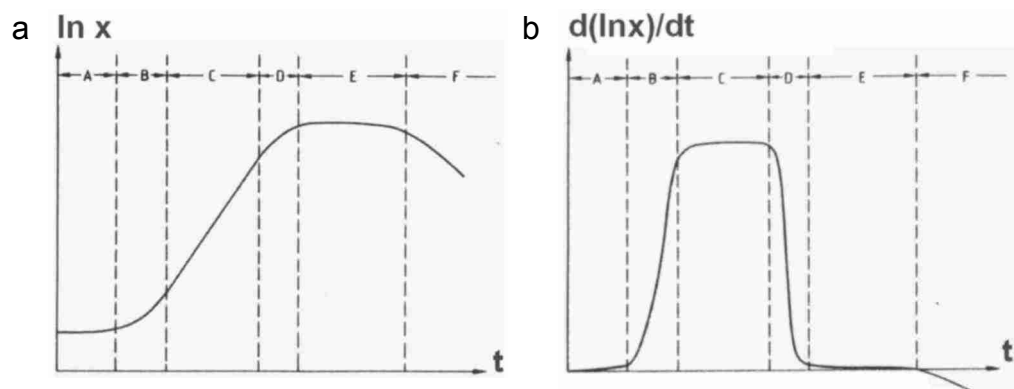 a
ln x
A B C D E F
t
b
d(lnx)/dt
A B C D E F
t